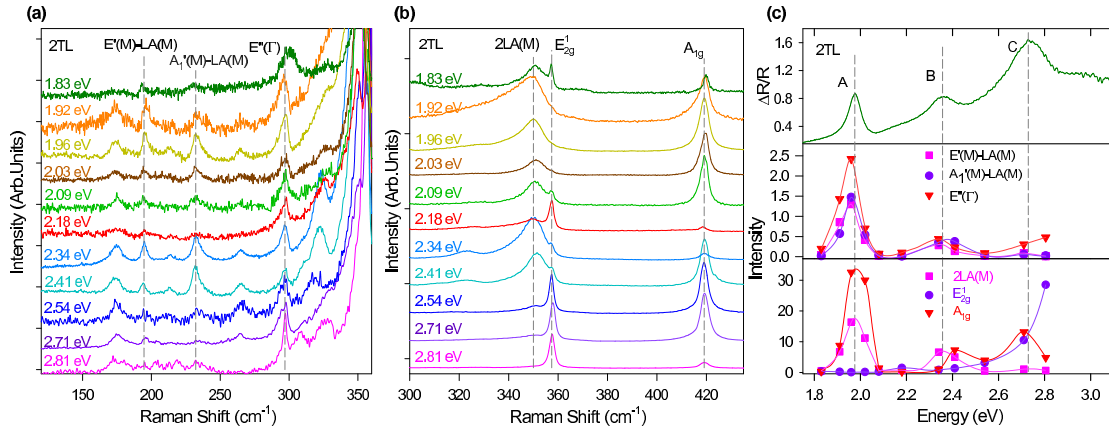 (a)
2TL
E''(M)-LA(M)
A₁'(M)-LA(M)
E''(Γ)
1.83 eV
1.92 eV
1.96 eV
2.03 eV
2.09 eV
2.18 eV
2.34 eV
2.41 eV
2.54 eV
2.71 eV
2.81 eV
Intensity (Arb.Units)
150 200 250 300 350
Raman Shift (cm⁻¹)
(b)
2TL
2LA(M)
E¹₂g
A₁g
1.83 eV
1.92 eV
1.96 eV
2.03 eV
2.09 eV
2.18 eV
2.34 eV
2.41 eV
2.54 eV
2.71 eV
2.81 eV
Intensity (Arb.Units)
300 320 340 360 380 400 420
Raman Shift (cm⁻¹)
(c)
2TL
A
B
C
ΔR/R
1.6
1.2
0.8
0.4
E'(M)-LA(M)
A₁'(M)-LA(M)
E''(Γ)
2.5
2.0
1.5
1.0
0.5
0.0
Intensity
2LA(M)
E¹₂g
A₁g
30
20
10
0
1.8 2.0 2.2 2.4 2.6 2.8 3.0
Energy (eV)